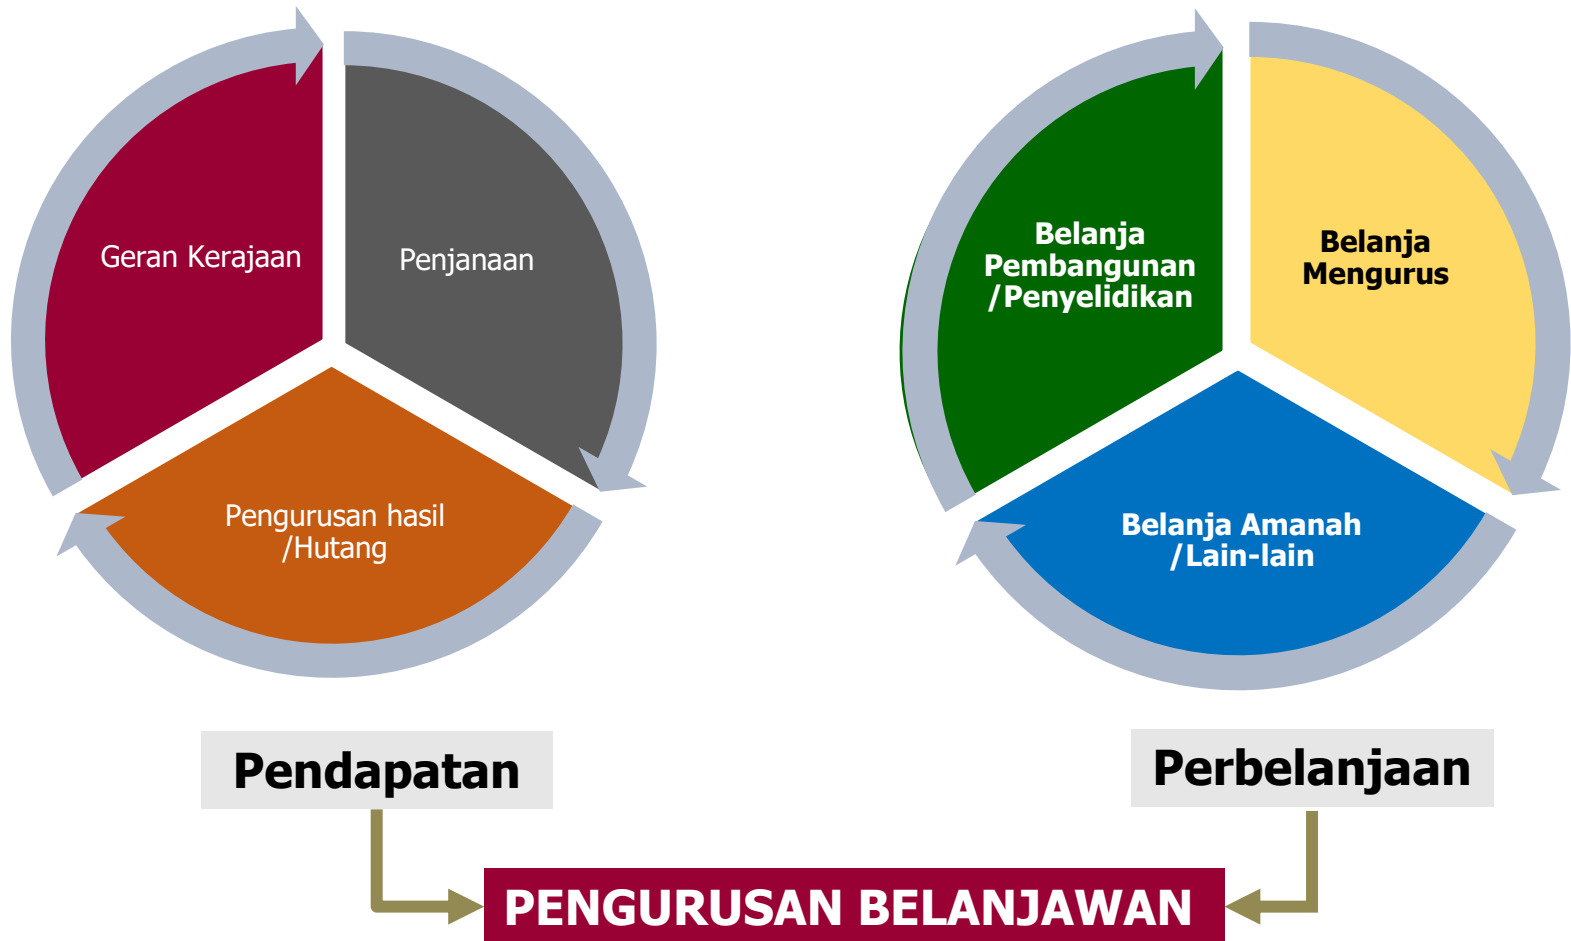 Geran Kerajaan
Penjanaan
Pengurusan hasil
/Hutang
Belanja
Pembangunan
/Penyelidikan
Belanja
Mengurus
Belanja Amanah
/Lain-lain
Pendapatan
Perbelanjaan
PENGURUSAN BELANJAWAN